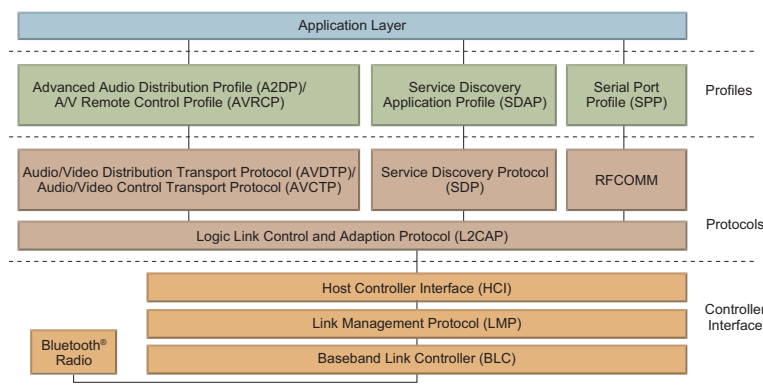 Application Layer
Advanced Audio Distribution Profile (A2DP)/
A/V Remote Control Profile (AVRCP)
Service Discovery
Application Profile (SDAP)
Serial Port
Profile (SPP)
Profiles
Audio/Video Distribution Transport Protocol (AVDTP)/
Audio/Video Control Transport Protocol (AVCTP)
Service Discovery Protocol
(SDP)
RFCOMM
Logic Link Control and Adaption Protocol (L2CAP)
Protocols
Host Controller Interface (HCI)
Link Management Protocol (LMP)
Controller
Interface
Bluetooth®
Radio
Baseband Link Controller (BLC)